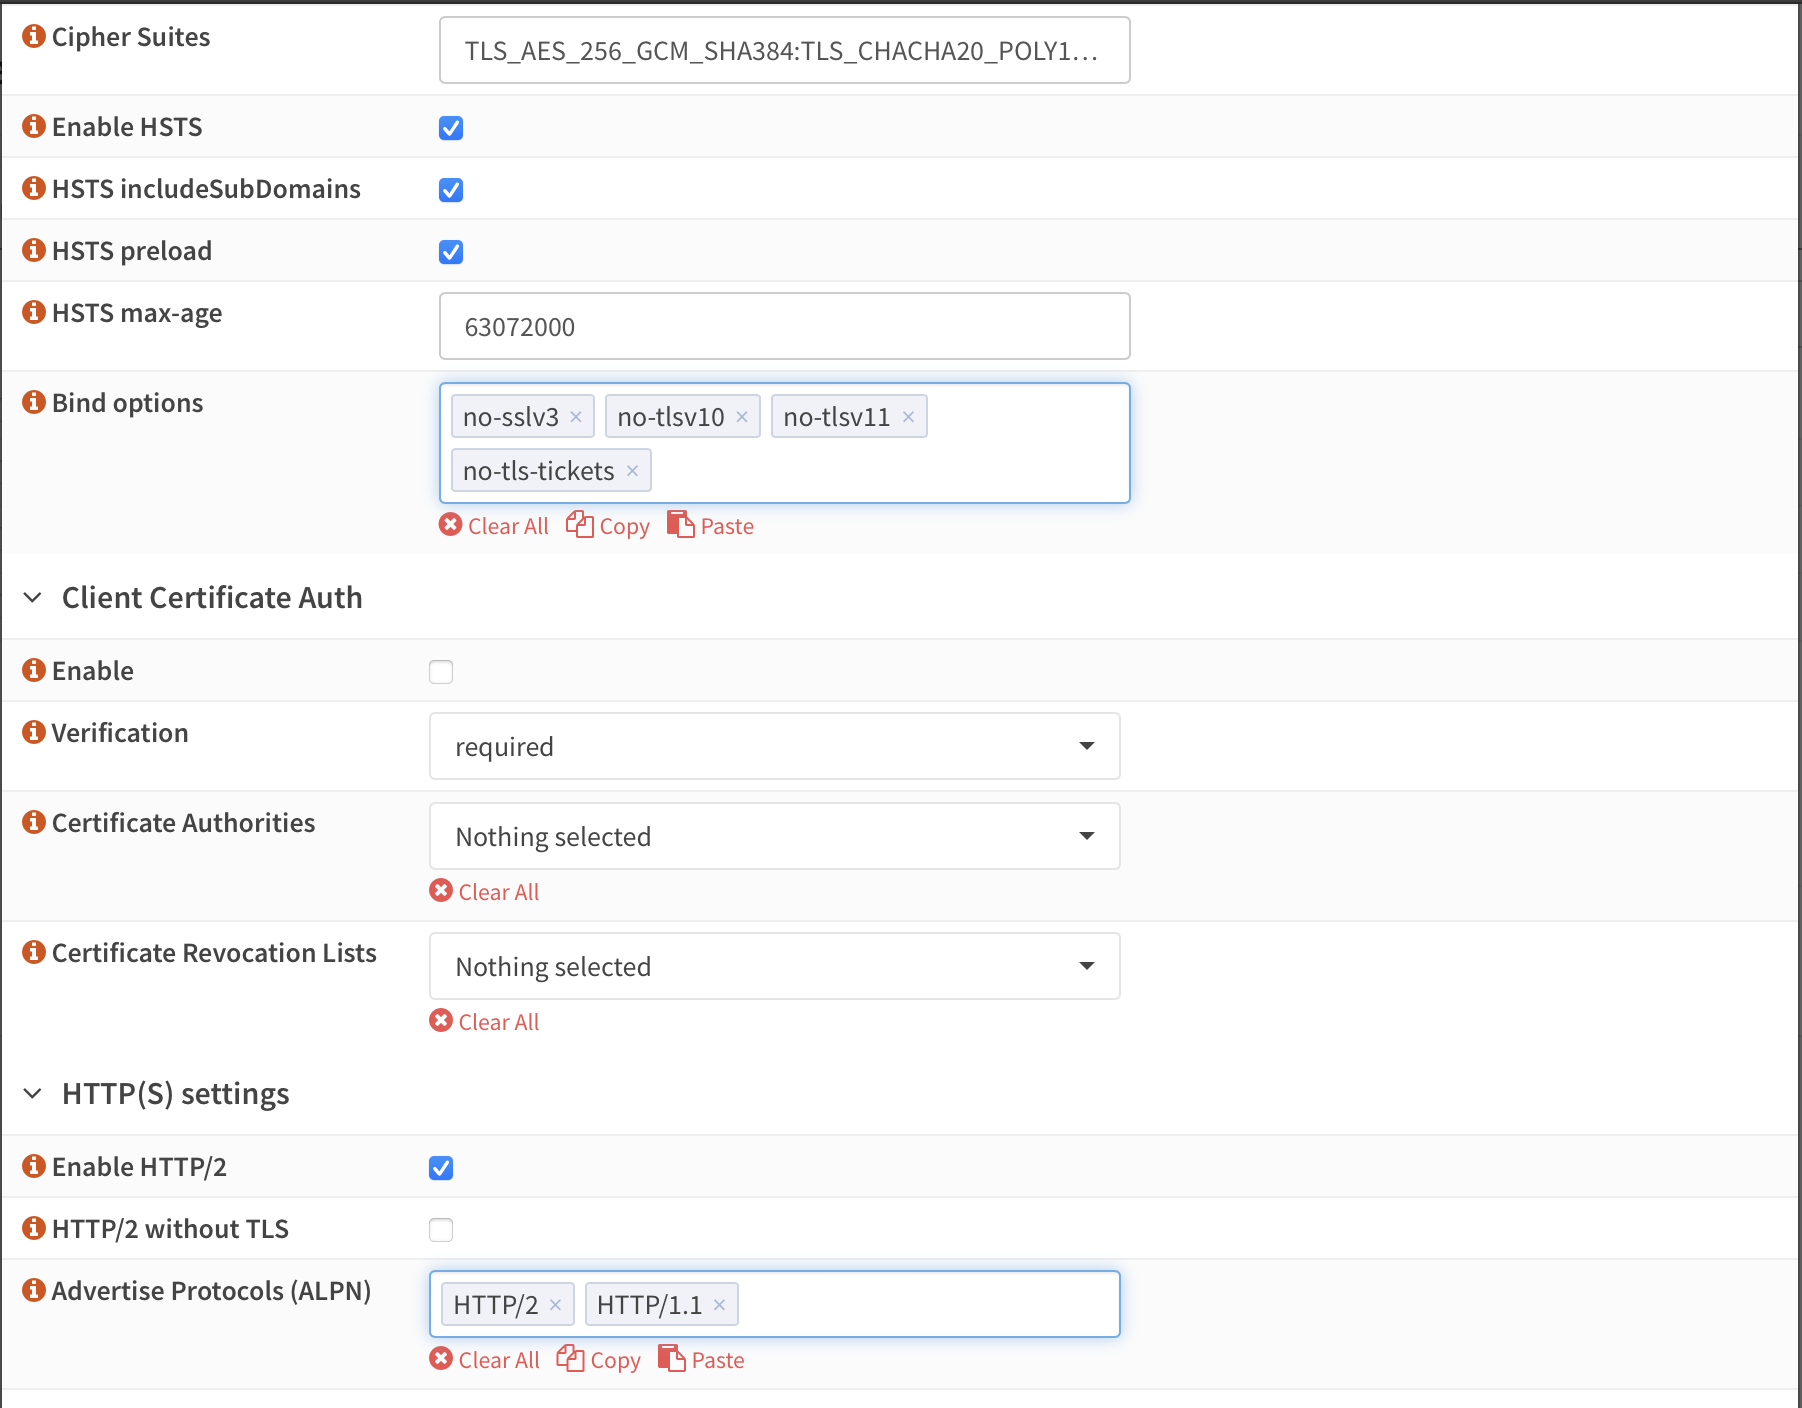 Cipher Suites
TLS_AES_256_GCM_SHA384:TLS_CHACHA20_POLY1...
Enable HSTS
HSTS includeSubDomains
HSTS preload
HSTS max-age
63072000
Bind options
no-sslv3 × no-tlsv10 × no-tlsv11 ×
no-tls-tickets ×
Clear All Copy Paste
Client Certificate Auth
Enable
Verification
required
Certificate Authorities
Nothing selected
Clear All
Certificate Revocation Lists
Nothing selected
Clear All
HTTP(S) settings
Enable HTTP/2
HTTP/2 without TLS
Advertise Protocols (ALPN)
HTTP/2 × HTTP/1.1 ×
Clear All Copy Paste